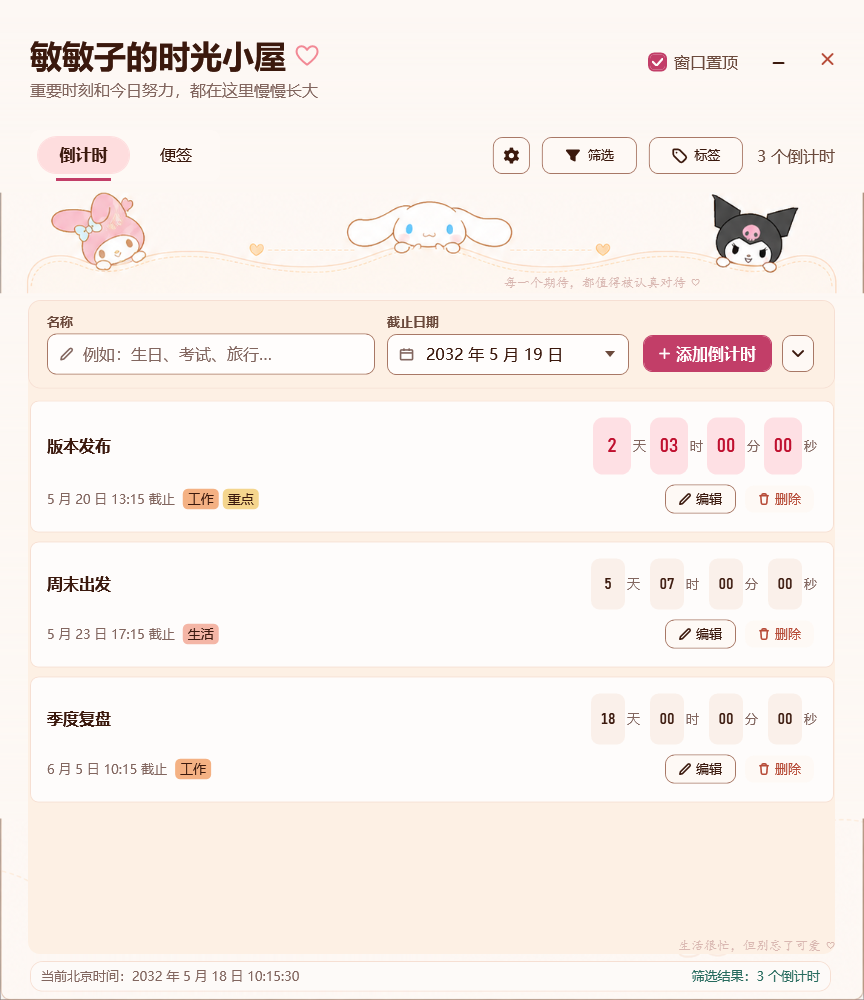 敏敏子的时光小屋
重要时刻和今日努力，都在这里慢慢长大
窗口置顶
倒计时 便签 筛选 标签 3 个倒计时
每一个期待，都值得被认真对待
名称 截止日期
例如：生日、考试、旅行... 2032 年 5 月 19 日 + 添加倒计时
版本发布 2 天 03 时 00 分 00 秒
5 月 20 日 13:15 截止 工作 重点 编辑 删除
周末出发 5 天 07 时 00 分 00 秒
5 月 23 日 17:15 截止 生活 编辑 删除
季度复盘 18 天 00 时 00 分 00 秒
6 月 5 日 10:15 截止 工作 编辑 删除
生活很忙，但别忘了可爱
当前北京时间：2032 年 5 月 18 日 10:15:30 筛选结果：3 个倒计时